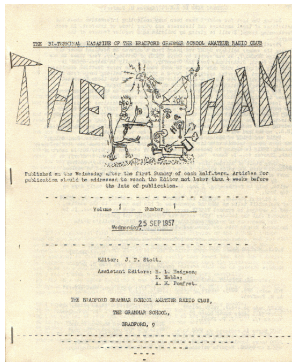 THE BI-TERMINAL MAGAZINE OF THE BRADFORD GRAMMAR SCHOOL AMATEUR RADIO CLUB
THE HAM
Published on the Wednesday after the first Sunday of each half-term. Articles for
publication should be addressed to reach the Editor not later than 4 weeks before
the date of publication.
Volume 1 Number 1
Wednesday 25 SEP 1957
Editor: J. P. Stott.
Assistant Editors: R. L. Hodgson,
A. M. Pomfret.
THE BRADFORD GRAMMAR SCHOOL AMATEUR RADIO CLUB,
THE GRAMMAR SCHOOL,
BRADFORD, 9